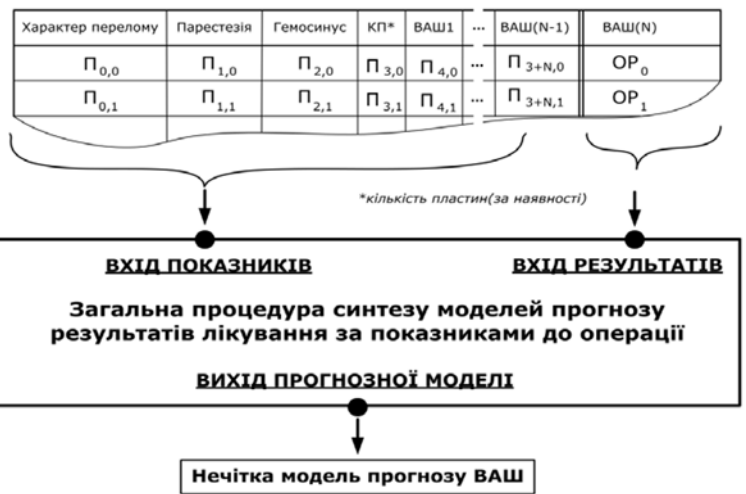 Характер перелому Парестезія Гемосинус КП* ВАШ1 ... ВАШ(N-1) ВАШ(N)
П0,0 П1,0 П2,0 П3,0 П4,0 ... П3+N,0 ОР0
П0,1 П1,1 П2,1 П3,1 П4,1 ... П3+N,1 ОР1
*кількість пластин(за наявності)
ВХІД ПОКАЗНИКІВ ВХІД РЕЗУЛЬТАТІВ
Загальна процедура синтезу моделей прогнозу
результатів лікування за показниками до операції
ВИХІД ПРОГНОЗНОЇ МОДЕЛІ
Нечітка модель прогнозу ВАШ